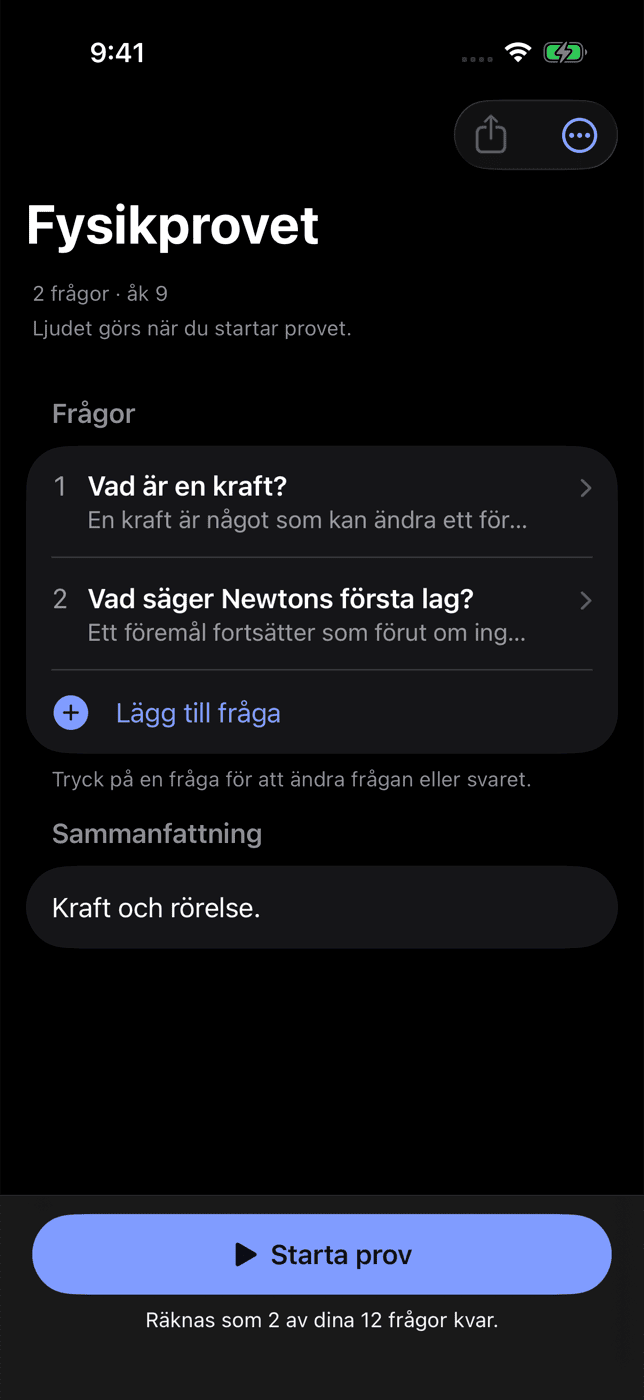 9:41
Fysikprovet
2 frågor · åk 9
Ljudet görs när du startar provet.
Frågor
1 Vad är en kraft?
En kraft är något som kan ändra ett för...
2 Vad säger Newtons första lag?
Ett föremål fortsätter som förut om ing...
Lägg till fråga
Tryck på en fråga för att ändra frågan eller svaret.
Sammanfattning
Kraft och rörelse.
Starta prov
Räknas som 2 av dina 12 frågor kvar.